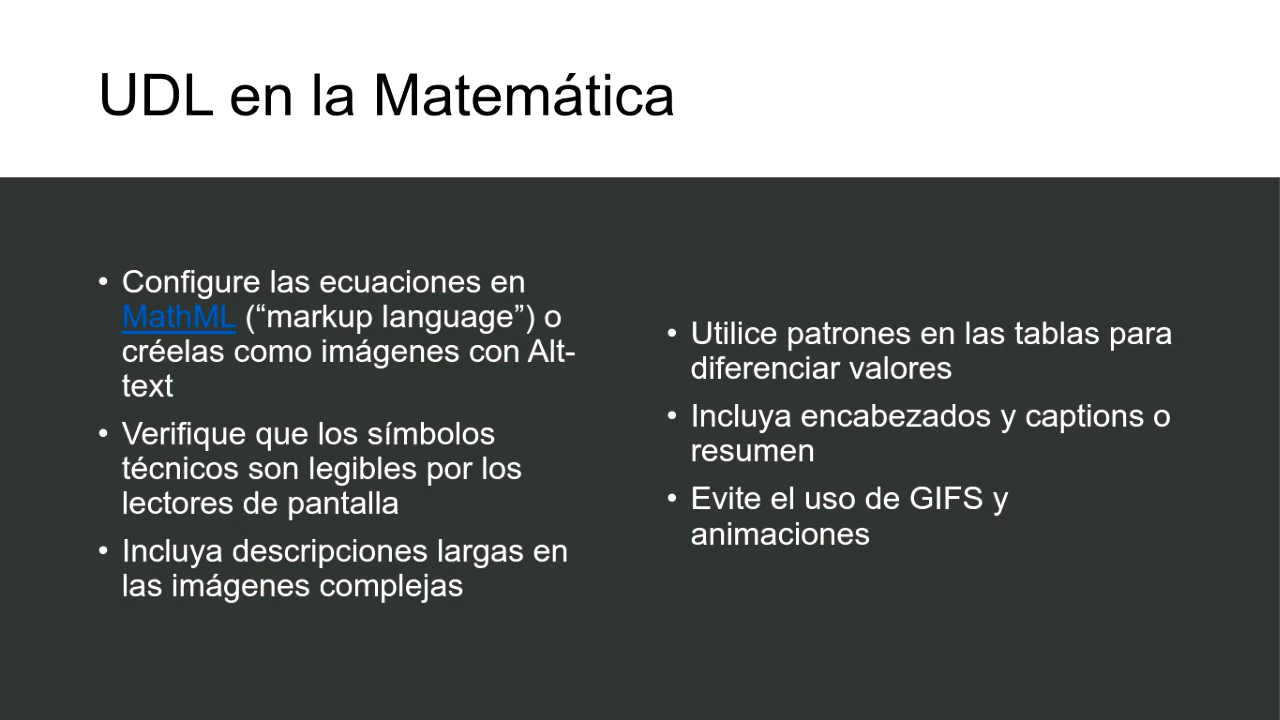 UDL en la Matemática
• Configure las ecuaciones en
MathML (“markup language”) o
créelas como imágenes con Alt-
text
• Verifique que los símbolos
técnicos son legibles por los
lectores de pantalla
• Incluya descripciones largas en
las imágenes complejas
• Utilice patrones en las tablas para
diferenciar valores
• Incluya encabezados y captions o
resumen
• Evite el uso de GIFS y
animaciones